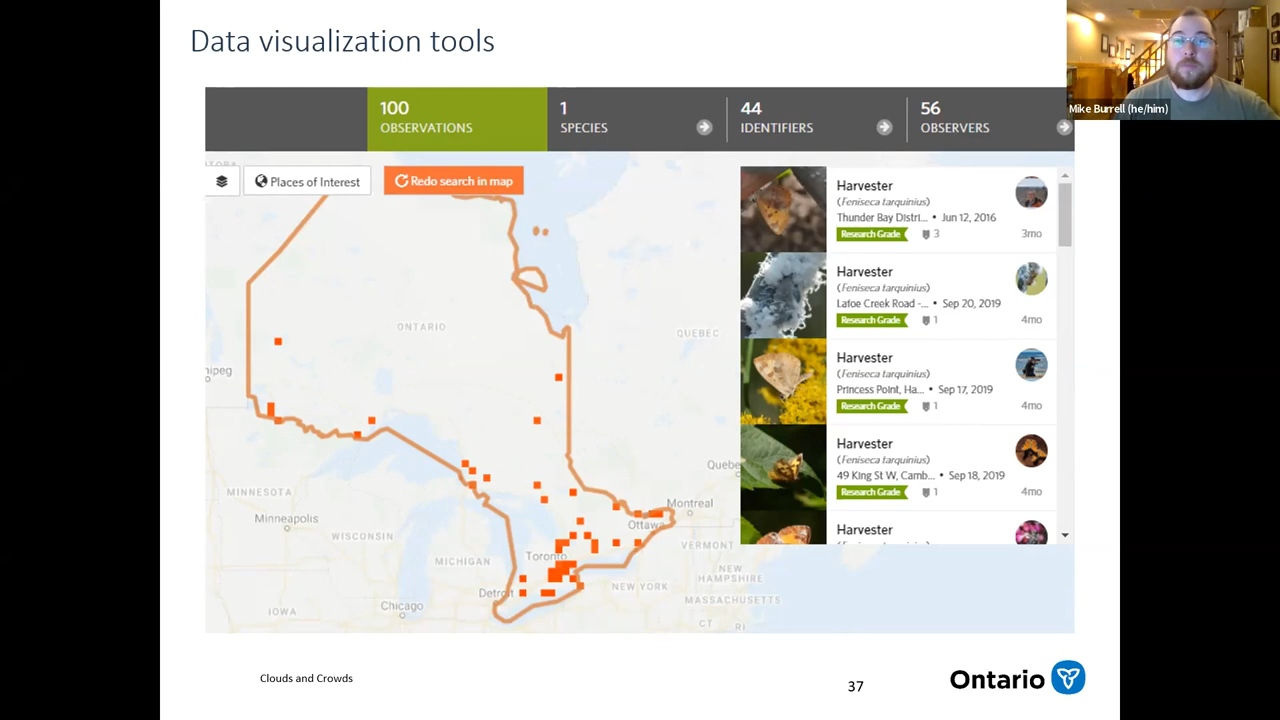 Data visualization tools
Mike Burrell (he/him)
100
OBSERVATIONS
1
SPECIES
44
IDENTIFIERS
56
OBSERVERS
Places of Interest
Redo search in map
ONTARIO
QUEBEC
nipeg
MINNESOTA
Minneapolis
WISCONSIN
MICHIGAN
IOWA
Chicago
Detroit
Toronto
Ottawa
Montreal
Quebe
VERMONT
NEW YORK
NEW
HAMPSHIRE
MASSACHUSETTS
CT
RI
Harvester
(Feniseca tarquinius)
Thunder Bay Distri... • Jun 12, 2016
Research Grade 3 3mo
Harvester
(Feniseca tarquinius)
Lafoe Creek Road -... • Sep 20, 2019
Research Grade 1 4mo
Harvester
(Feniseca tarquinius)
Princess Point, Ha... • Sep 17, 2019
Research Grade 1 4mo
Harvester
(Feniseca tarquinius)
49 King St W, Camb... • Sep 18, 2019
Research Grade 1 4mo
Harvester
Clouds and Crowds
37
Ontario